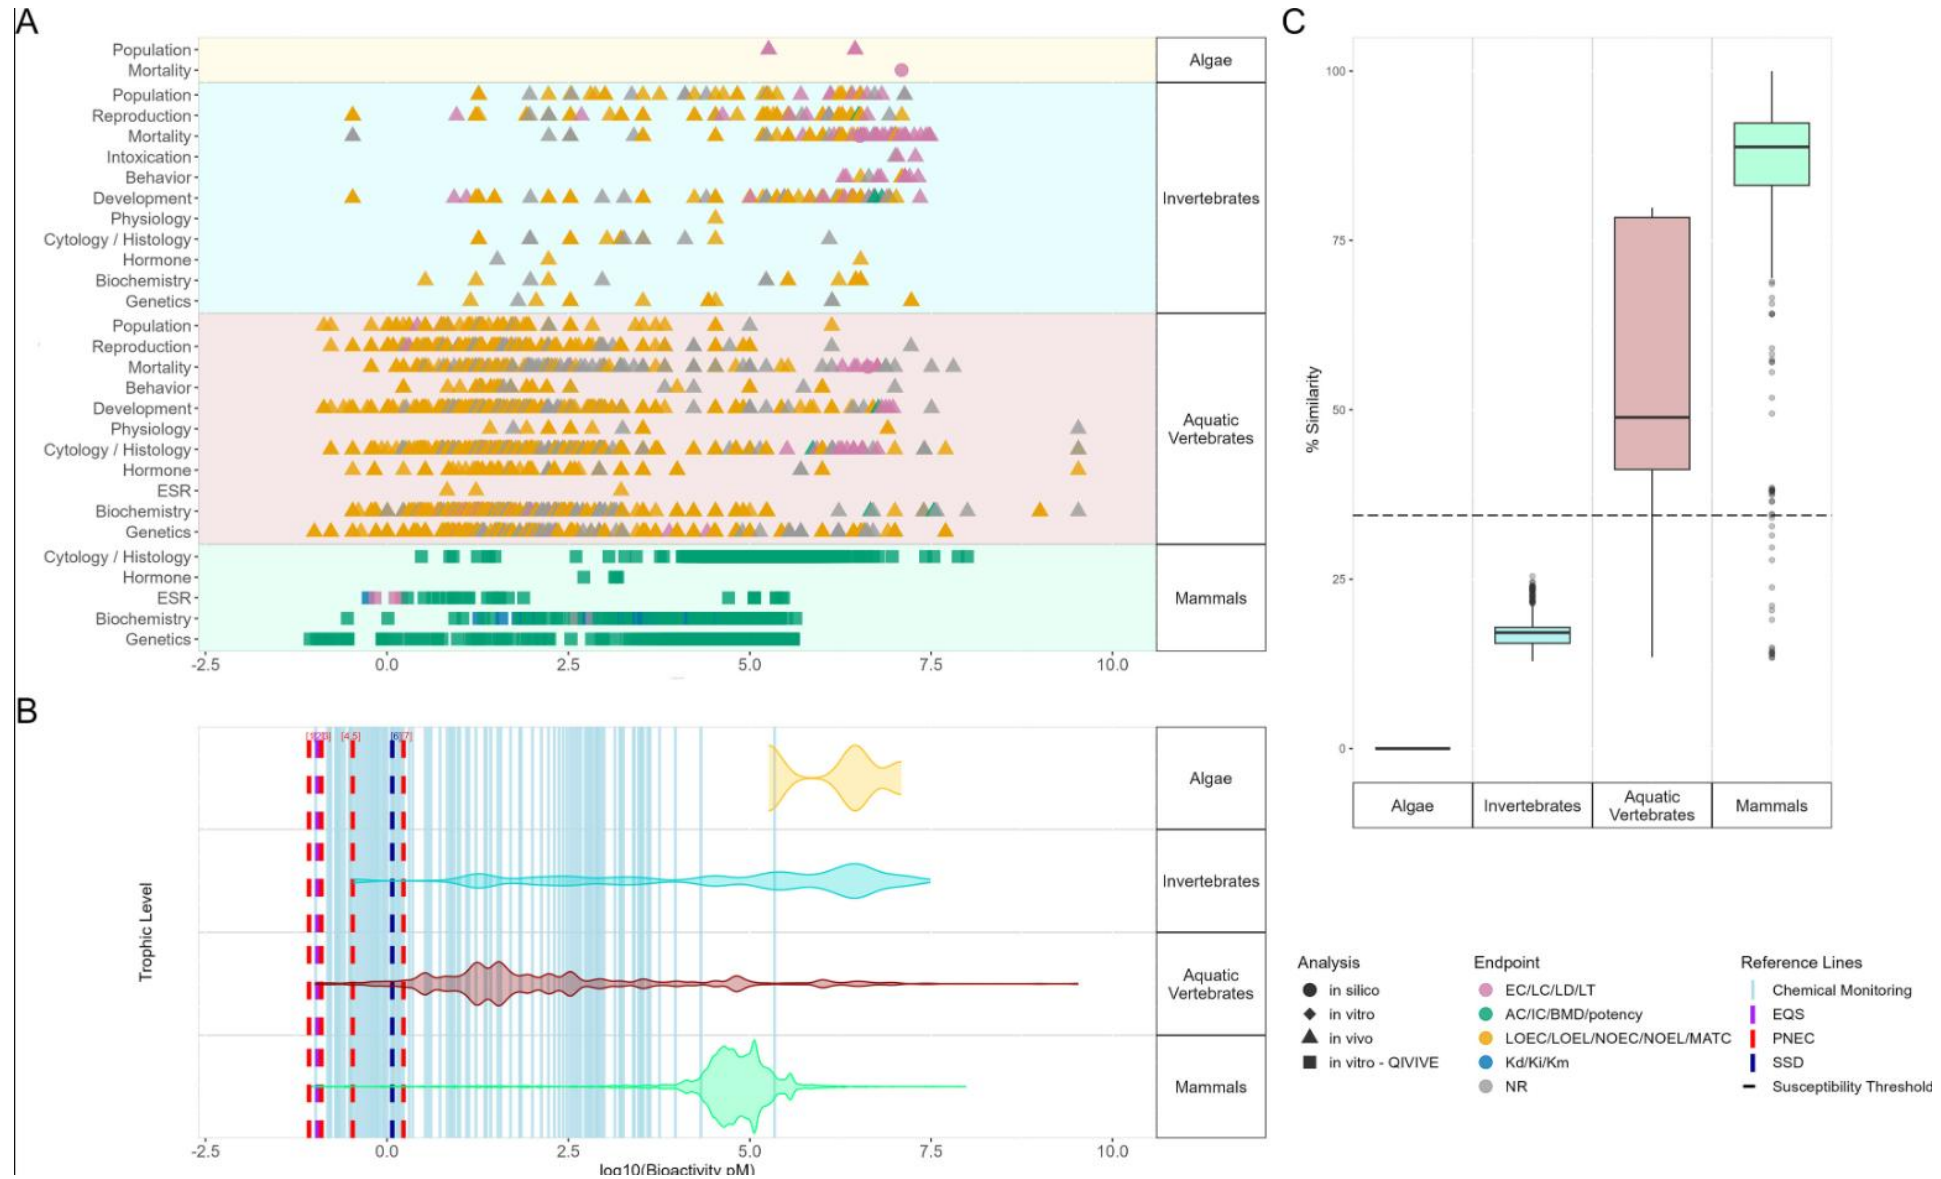 A
Population
Mortality
Algae
Population
Reproduction
Mortality
Intoxication
Behavior
Development
Physiology
Cytology / Histology
Hormone
Biochemistry
Genetics
Invertebrates
Population
Reproduction
Mortality
Behavior
Development
Physiology
Cytology / Histology
Hormone
ESR
Biochemistry
Genetics
Aquatic
Vertebrates
Cytology / Histology
Hormone
ESR
Biochemistry
Genetics
Mammals
-2.5 0.0 2.5 5.0 7.5 10.0
B
[4,5] [6] [7]
Trophic Level
Algae
Invertebrates
Aquatic
Vertebrates
Mammals
-2.5 0.0 2.5 5.0 7.5 10.0
log10(Bioactivity pM)
C
% Similarity
100
75
50
25
0
Algae
Invertebrates
Aquatic
Vertebrates
Mammals
Analysis
in silico
in vitro
in vivo
in vitro - QIVIVE
Endpoint
EC/LC/LD/LT
AC/IC/BMD/potency
LOEC/LOEL/NOEC/NOEL/MATC
Kd/Ki/Km
NR
Reference Lines
Chemical Monitoring
EQS
PNEC
SSD
Susceptibility Threshold